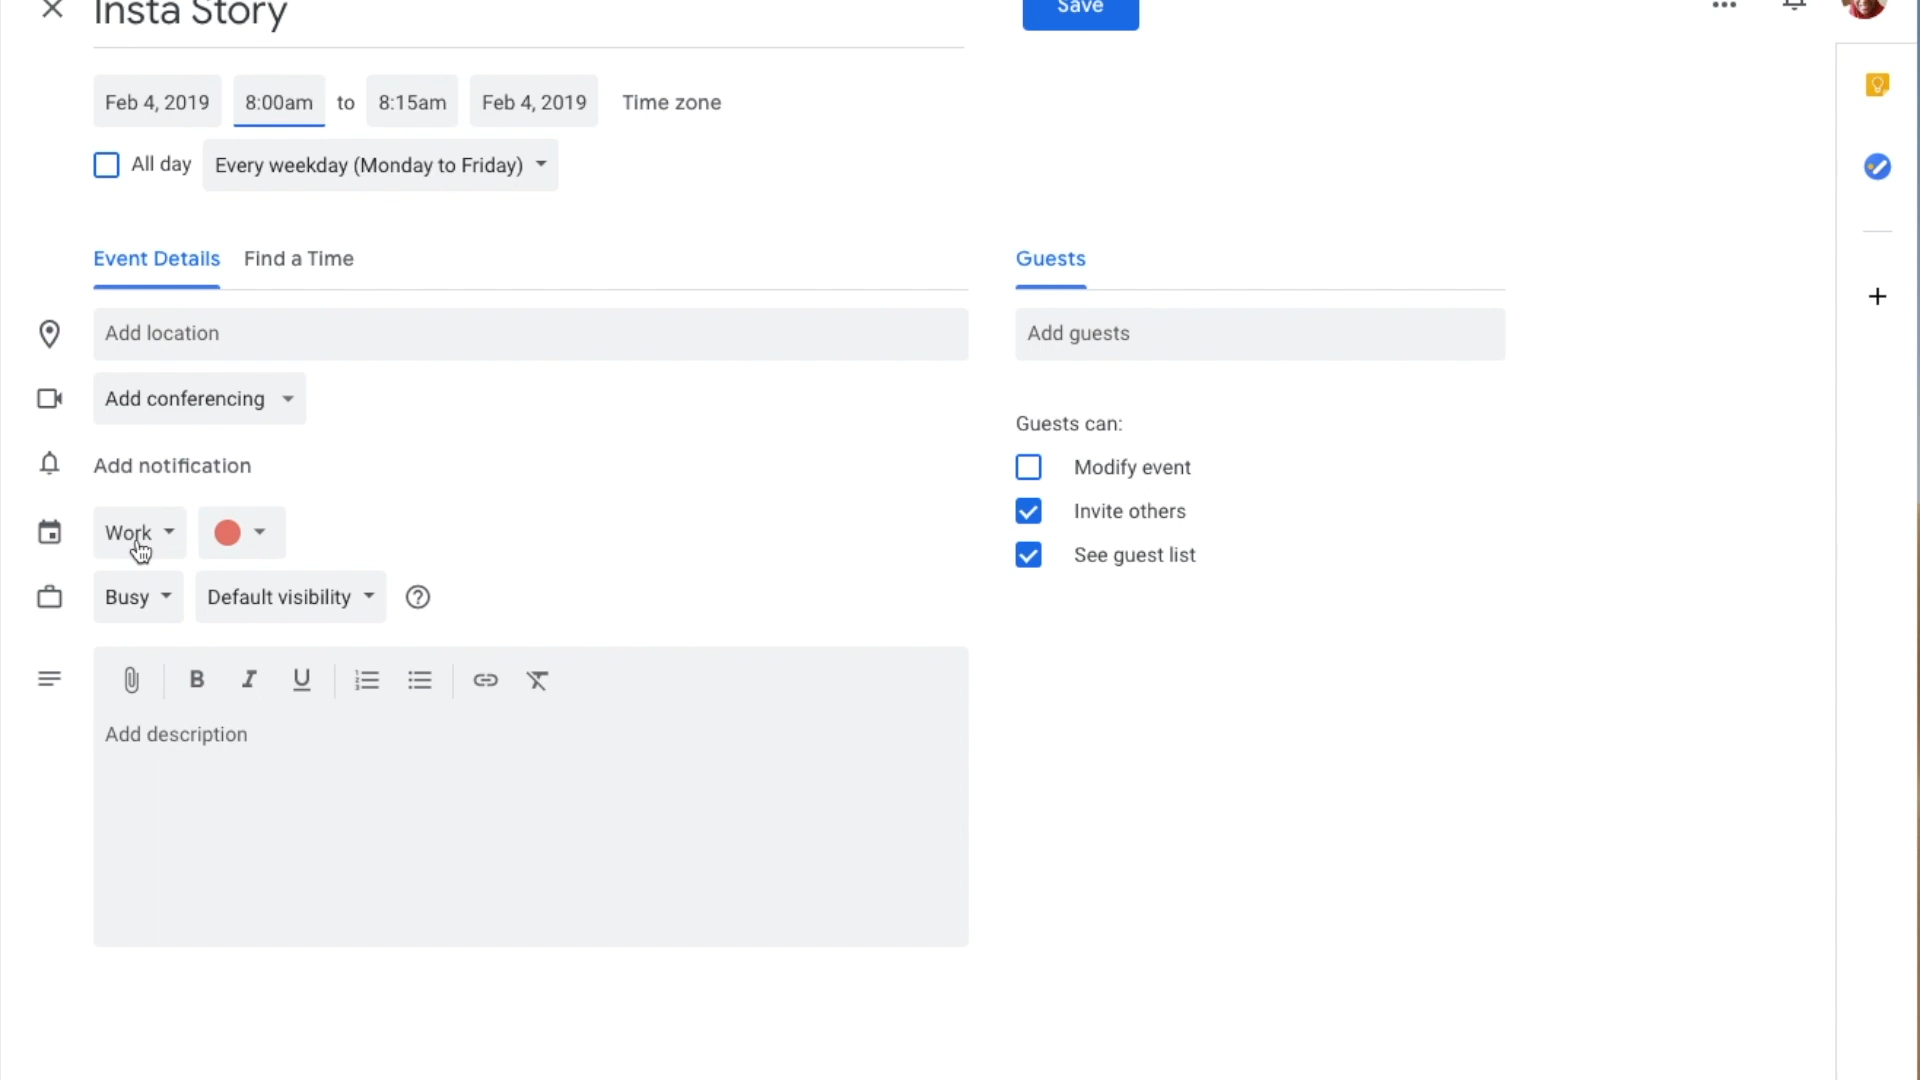 Insta Story
Save
Feb 4, 2019 8:00am to 8:15am Feb 4, 2019 Time zone
All day Every weekday (Monday to Friday)
Event Details Find a Time
Guests
Add location
Add guests
Add conferencing
Guests can:
Add notification
Modify event
Invite others
Work
See guest list
Busy Default visibility
B I U
Add description